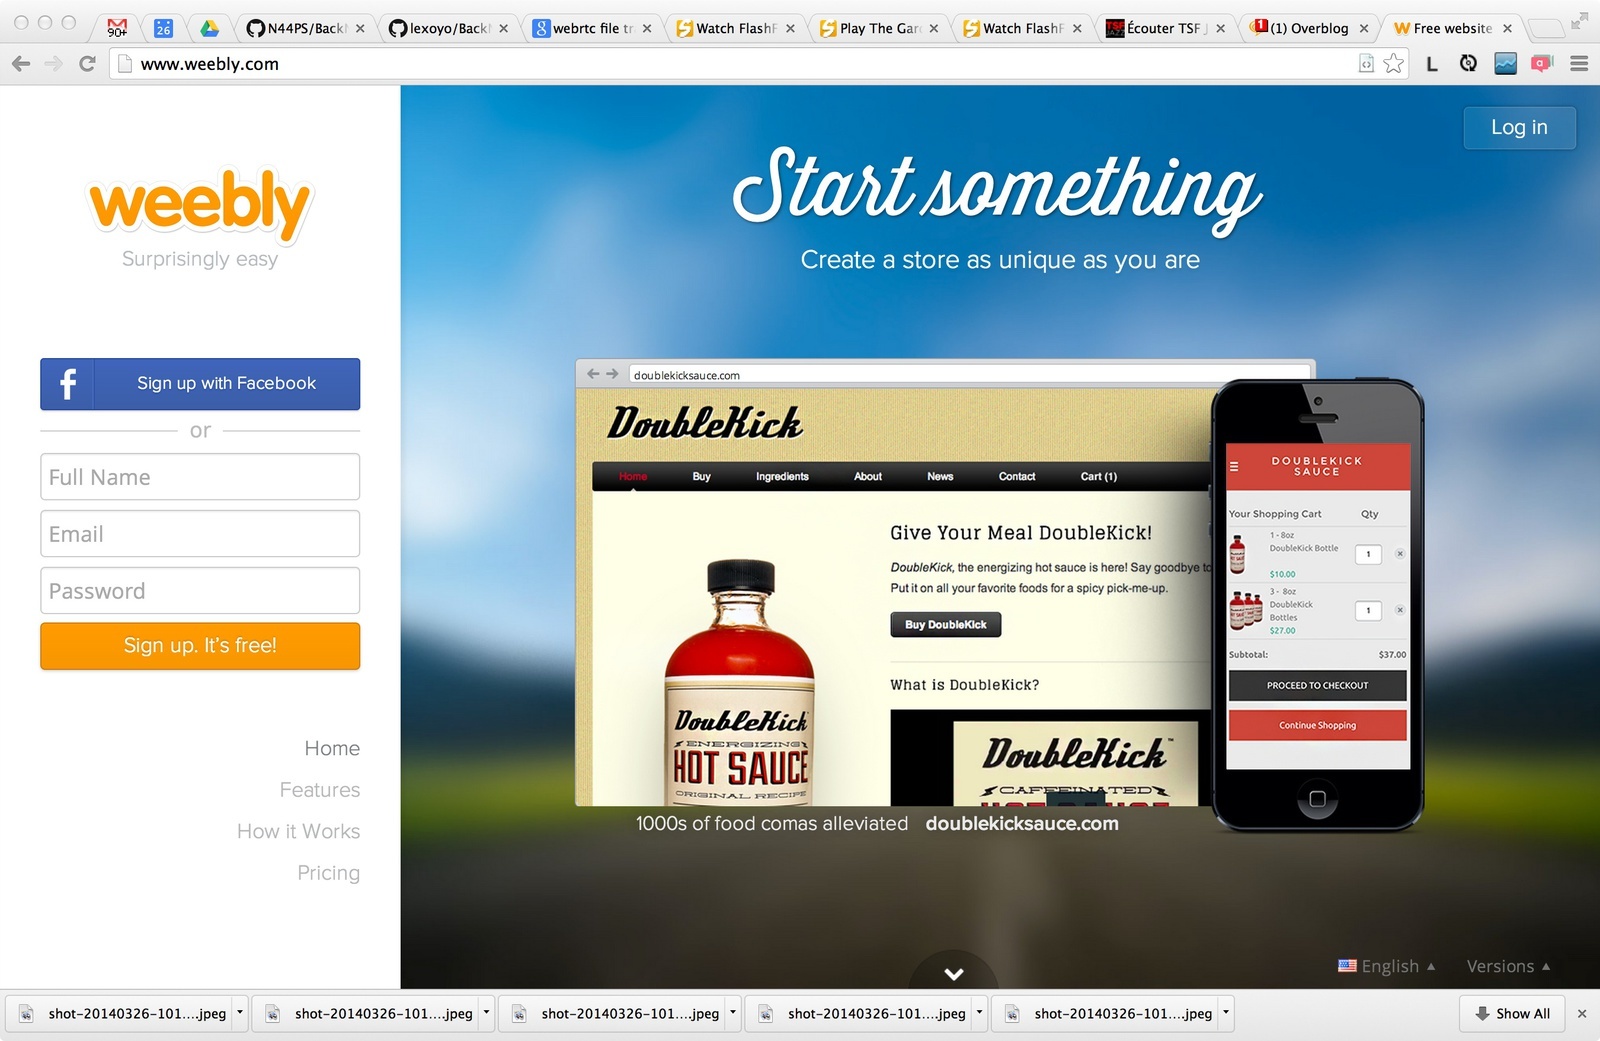 90+
26
N44PS/Back
lexoyo/Back
webrtc file tr
Watch FlashF
Play The Gar
Watch FlashF
Écouter TSF J
(1) Overblog
Free website
www.weebly.com
Log in
weebly
Surprisingly easy
Sign up with Facebook
or
Full Name
Email
Password
Sign up. It's free!
Home
Features
How it Works
Pricing
Start something
Create a store as unique as you are
doublekicksauce.com
DoubleKick
Home Buy Ingredients About News Contact Cart (1)
Give Your Meal DoubleKick!
DoubleKick, the energizing hot sauce is here! Say goodbye to
Put it on all your favorite foods for a spicy pick-me-up.
Buy DoubleKick
What is DoubleKick?
DoubleKick
ENERGIZING
HOT SAUCE
ORIGINAL RECIPE
DoubleKick™
CAFFEINATED
DOUBLEKICK
SAUCE
Your Shopping Cart Qty
1 - 8oz
DoubleKick Bottle
1
$10.00
3 - 8oz
DoubleKick
Bottles
1
$27.00
Subtotal: $37.00
PROCEED TO CHECKOUT
Continue Shopping
1000s of food comas alleviated doublekicksauce.com
English
Versions
shot-20140326-101....jpeg
shot-20140326-101....jpeg
shot-20140326-101....jpeg
shot-20140326-101....jpeg
shot-20140326-101....jpeg
Show All